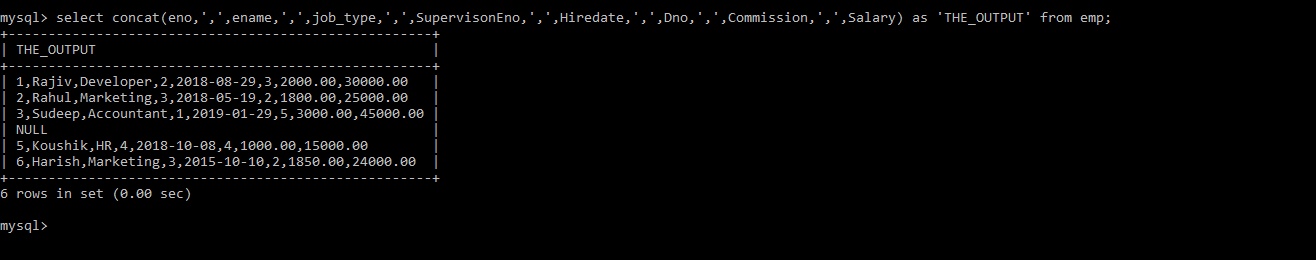 mysql> select concat(eno,',',ename,',',job_type,',',SupervisonEno,',',Hiredate,',',Dno,',',Commission,',',Salary) as 'THE_OUTPUT' from emp;
+-----------------------------------------------------+
| THE_OUTPUT                                          |
+-----------------------------------------------------+
| 1,Rajiv,Developer,2,2018-08-29,3,2000.00,30000.00   |
| 2,Rahul,Marketing,3,2018-05-19,2,1800.00,25000.00   |
| 3,Sudeep,Accountant,1,2019-01-29,5,3000.00,45000.00 |
| NULL                                                |
| 5,Koushik,HR,4,2018-10-08,4,1000.00,15000.00        |
| 6,Harish,Marketing,3,2015-10-10,2,1850.00,24000.00  |
+-----------------------------------------------------+
6 rows in set (0.00 sec)
mysql>